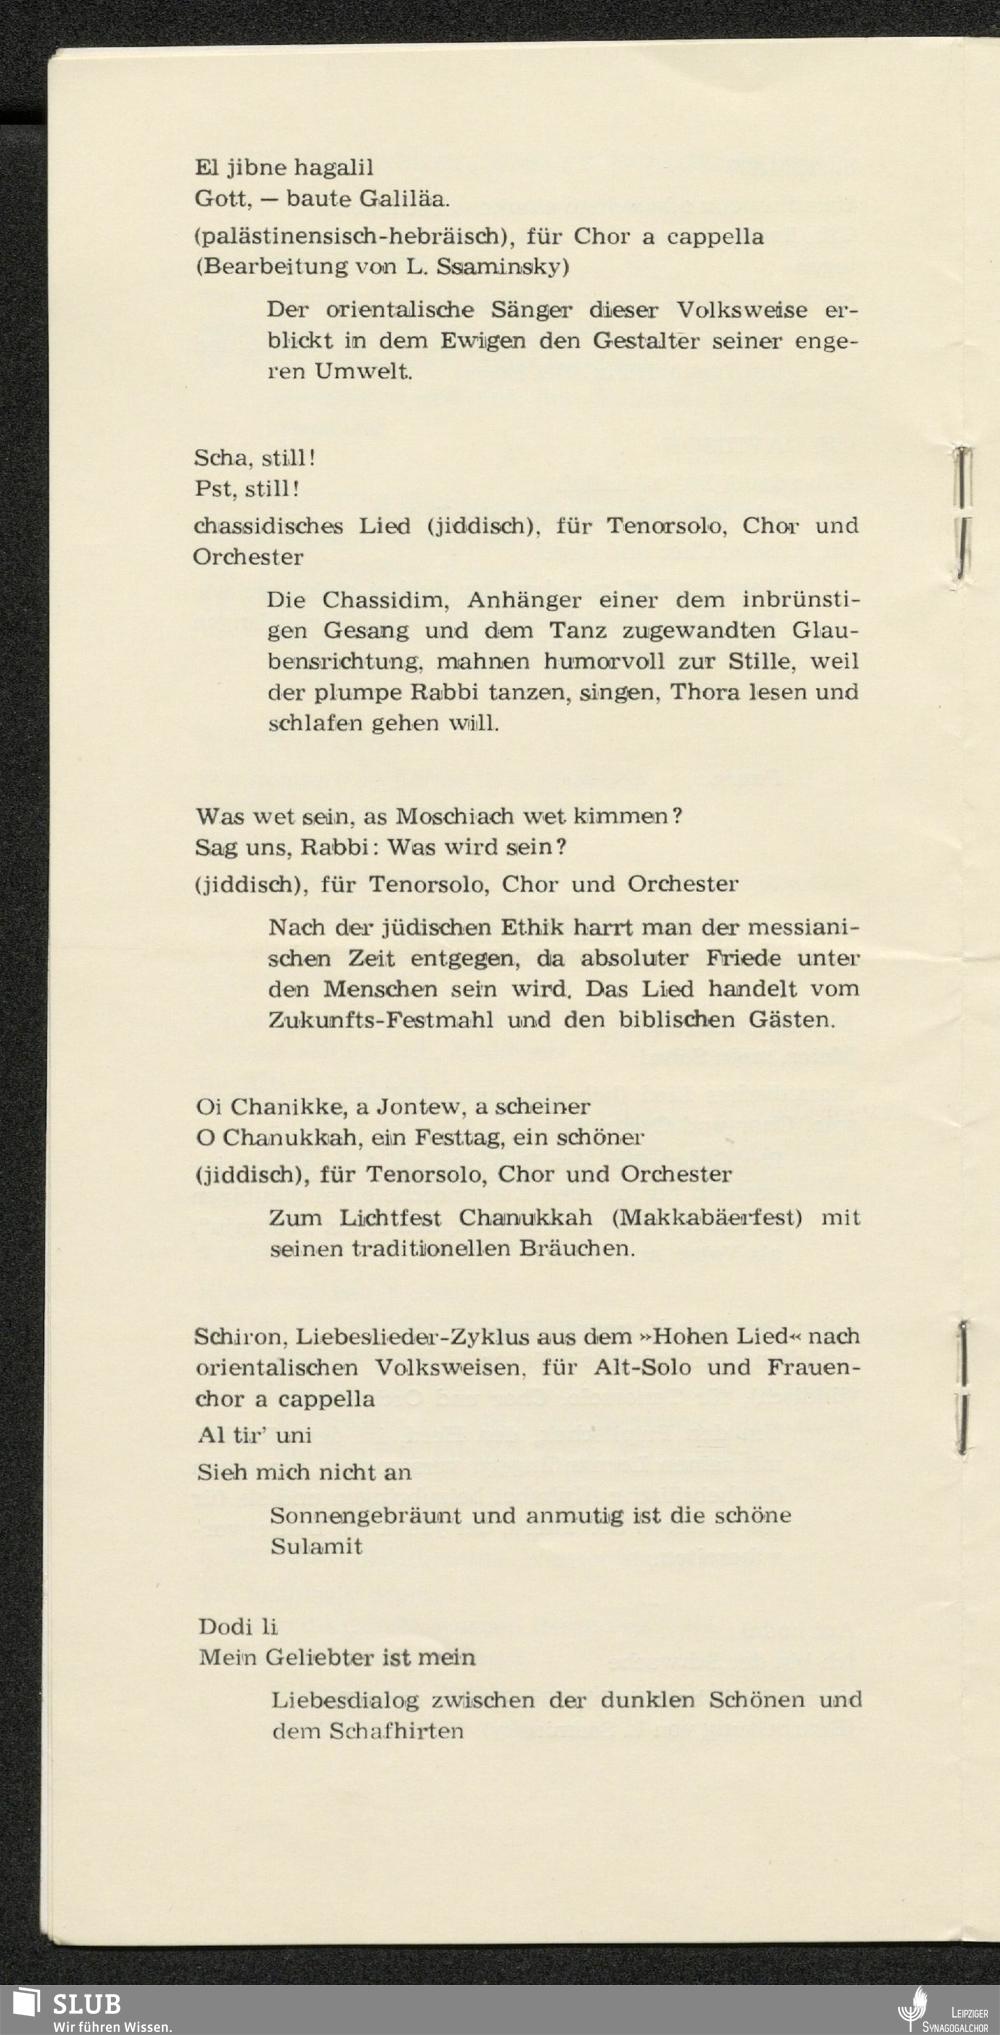 El jibne hagalil
Gott, — baute Galiläa.
(palästinensisch-hebräisch), für Chor a cappella
(Bearbeitung von L. Ssaminsky)
Der orientalische Sänger dieser Volksweise er-
blickt in dem Ewigen den Gestalter seiner enge-
ren Umwelt.
Scha, still!
Pst, still!
chassidisches Lied (jiddisch), für Tenorsolo, Chor und
Orchester
Die Chassidim, Anhänger einer dem inbrünsti-
gen Gesang und dem Tanz zugewandten Glau-
bensrichtung, mahnen humorvoll zur Stille, weil
der plumpe Rabbi tanzen, singen, Thora lesen und
schlafen gehen will.
Was wet sein, as Moschiach wet kimmen?
Sag uns, Rabbi: Was wird sein?
(jiddisch), für Tenorsolo, Chor und Orchester
Nach der jüdischen Ethik harrt man der messiani-
schen Zeit entgegen, da absoluter Friede unter
den Menschen sein wird. Das Lied handelt vom
Zukunfts-Festmahl und den biblischen Gästen.
Oi Chanikke, a Jontew, a scheiner
O Chanukkah, ein Festtag, ein schöner
(jiddisch), für Tenorsolo, Chor und Orchester
Zum Lichtfest Chanukkah (Makkabäerfest) mit
seinen traditionellen Bräuchen.
Schiron, Liebeslieder-Zyklus aus dem »Hohen Lied« nach
orientalischen Volksweisen, für Alt-Solo und Frauen-
chor a cappella
Al tir' uni
Sieh mich nicht an
Sonnengebräunt und anmutig ist die schöne
Sulamit
Dodi li
Mein Geliebter ist mein
Liebesdialog zwischen der dunklen Schönen und
dem Schafhirten
SLUB
Wir führen Wissen.
LEIPZIGER
SYNAGOGALCHOR